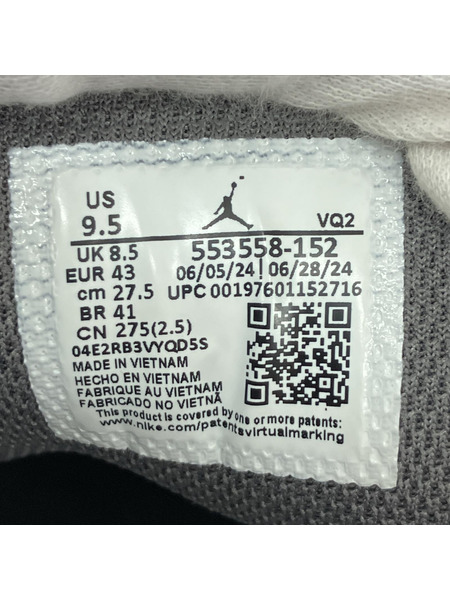 US
9.5
VQ2
UK 8.5
553558-152
EUR 43
06/05/24 | 06/28/24
cm 27.5
UPC 00197601152716
BR 41
CN 275(2.5)
04E2RB3VYQD5S
MADE IN VIETNAM
HECHO EN VIETNAM
FABRIQUE AU VIETNAM
FABRICADO NO VIETNÃ
This product is covered by one or more patents:
www.nike.com/patentsvirtualmarking